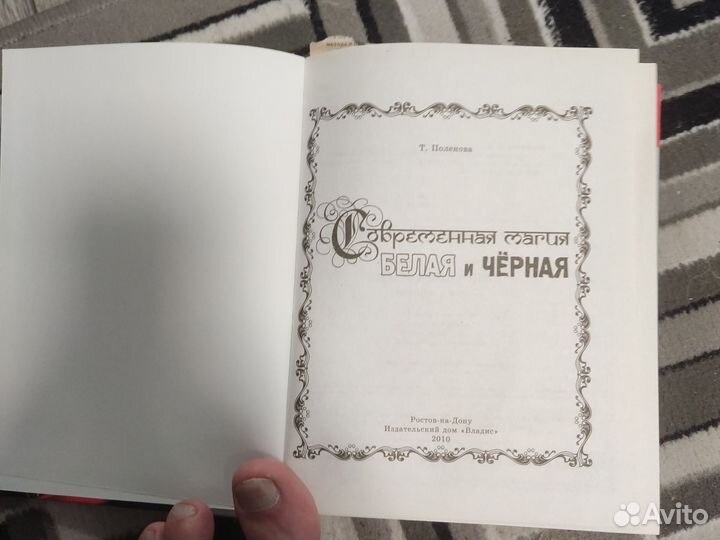 Т. Поленова
Современная магия
БЕЛАЯ и ЧЁРНАЯ
Ростов-на-Дону
Издательский дом «Владис»
2010
Avito